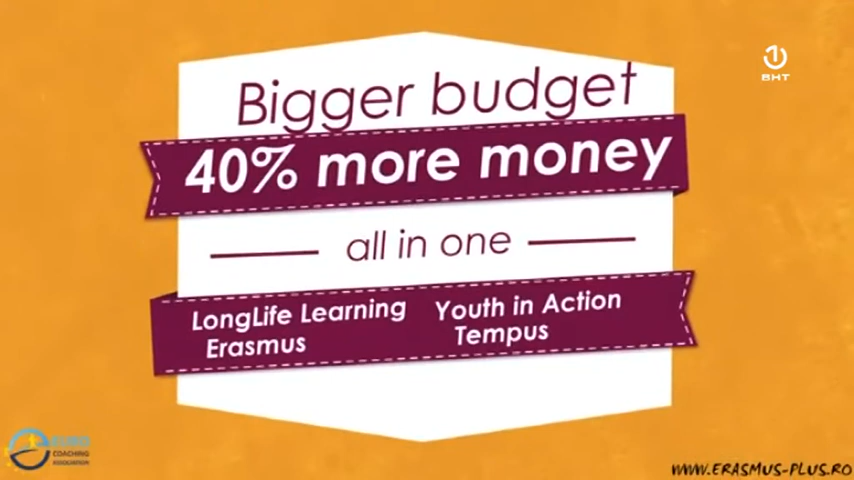 BHT
Bigger budget
40% more money
all in one
LongLife Learning
Erasmus
Youth in Action
Tempus
COACHING
ASSOCIATION
WWW.ERASMUS-PLUS.RO